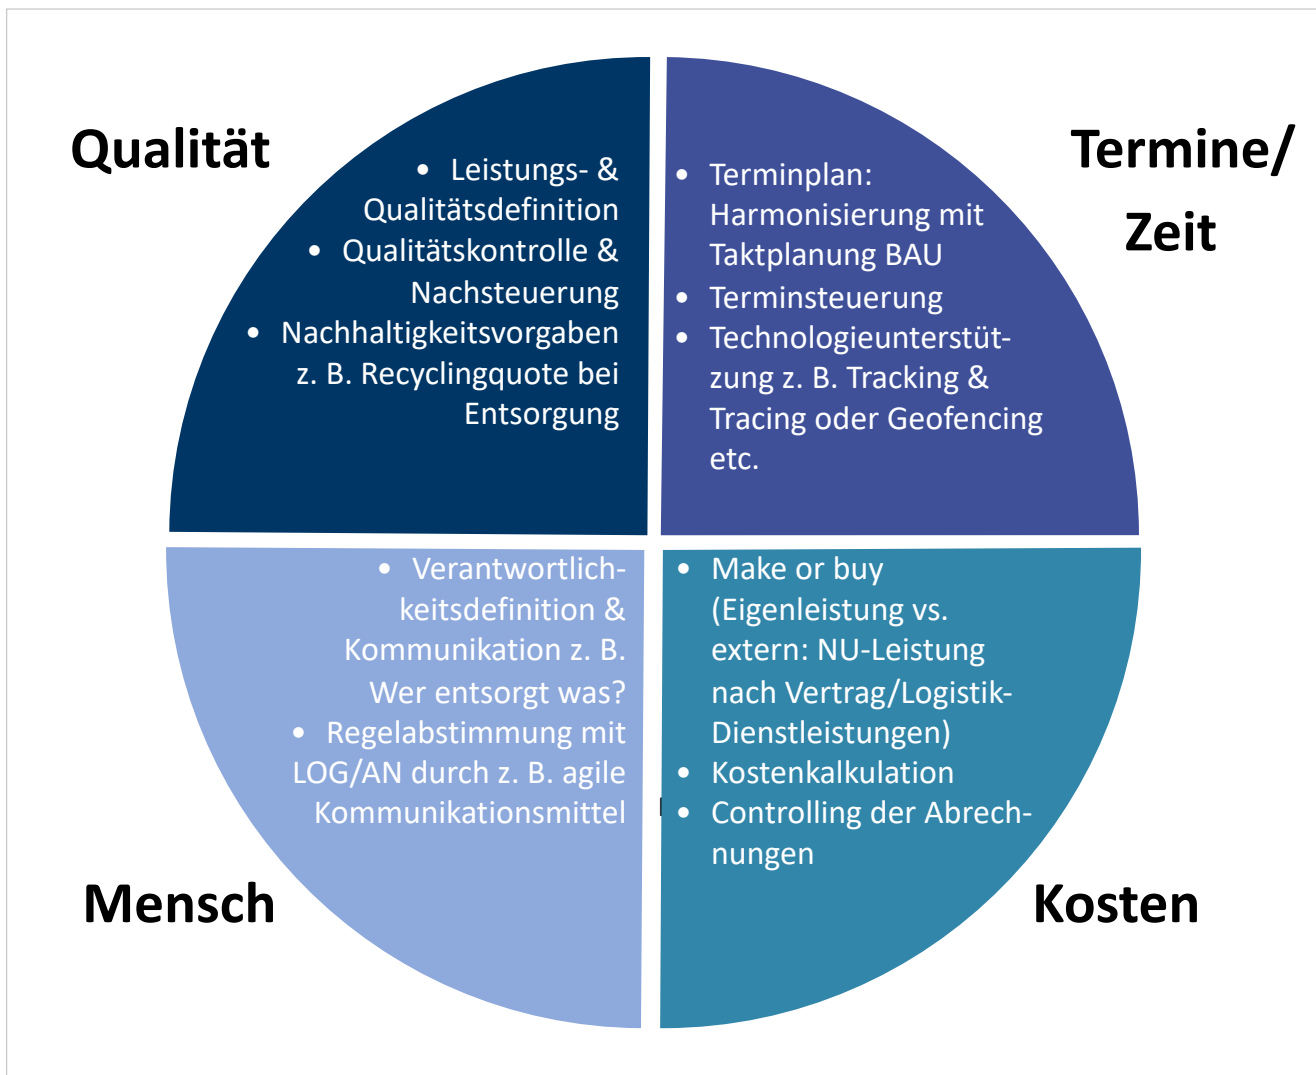 Qualität
• Leistungs- &
Qualitätsdefinition
• Qualitätskontrolle &
Nachsteuerung
• Nachhaltigkeitsvorgaben
z. B. Recyclingquote bei
Entsorgung
Termine/
Zeit
• Terminplan:
Harmonisierung mit
Taktplanung BAU
• Terminsteuerung
• Technologieunterstüt-
zung z. B. Tracking &
Tracing oder Geofencing
etc.
Mensch
• Verantwortlich-
keitsdefinition &
Kommunikation z. B.
Wer entsorgt was?
• Regelabstimmung mit
LOG/AN durch z. B. agile
Kommunikationsmittel
Kosten
• Make or buy
(Eigenleistung vs.
extern: NU-Leistung
nach Vertrag/Logistik-
Dienstleistungen)
• Kostenkalkulation
• Controlling der Abrech-
nungen